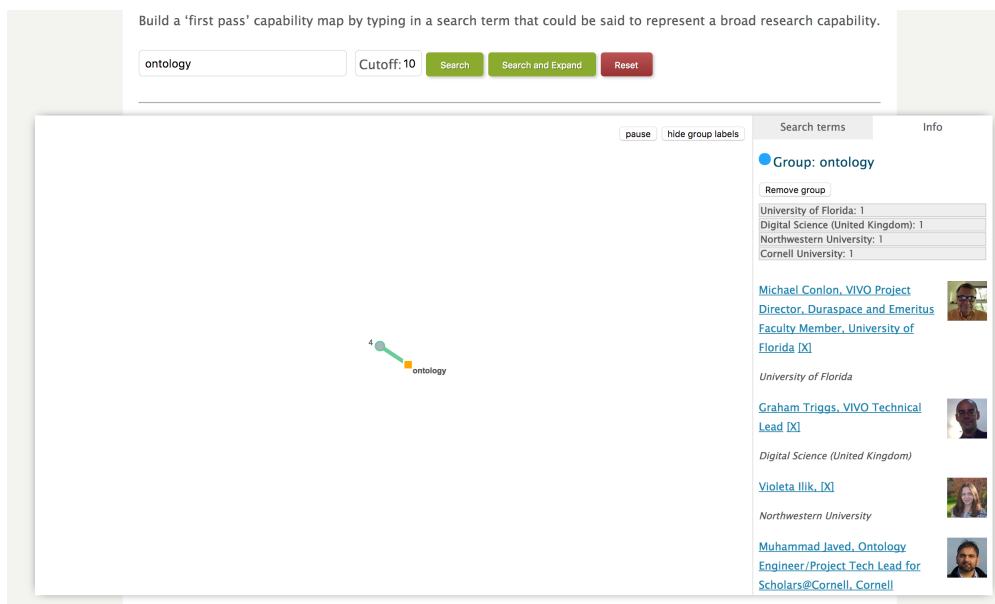 Build a ‘first pass’ capability map by typing in a search term that could be said to represent a broad research capability.
ontology
Cutoff: 10
Search
Search and Expand
Reset
pause
hide group labels
Search terms
Info
Group: ontology
Remove group
University of Florida: 1
Digital Science (United Kingdom): 1
Northwestern University: 1
Cornell University: 1
4
ontology
Michael Conlon, VIVO Project
Director, Duraspace and Emeritus
Faculty Member, University of
Florida [X]
University of Florida
Graham Triggs, VIVO Technical
Lead [X]
Digital Science (United Kingdom)
Violeta Ilik, [X]
Northwestern University
Muhammad Javed, Ontology
Engineer/Project Tech Lead for
Scholars@Cornell, Cornell